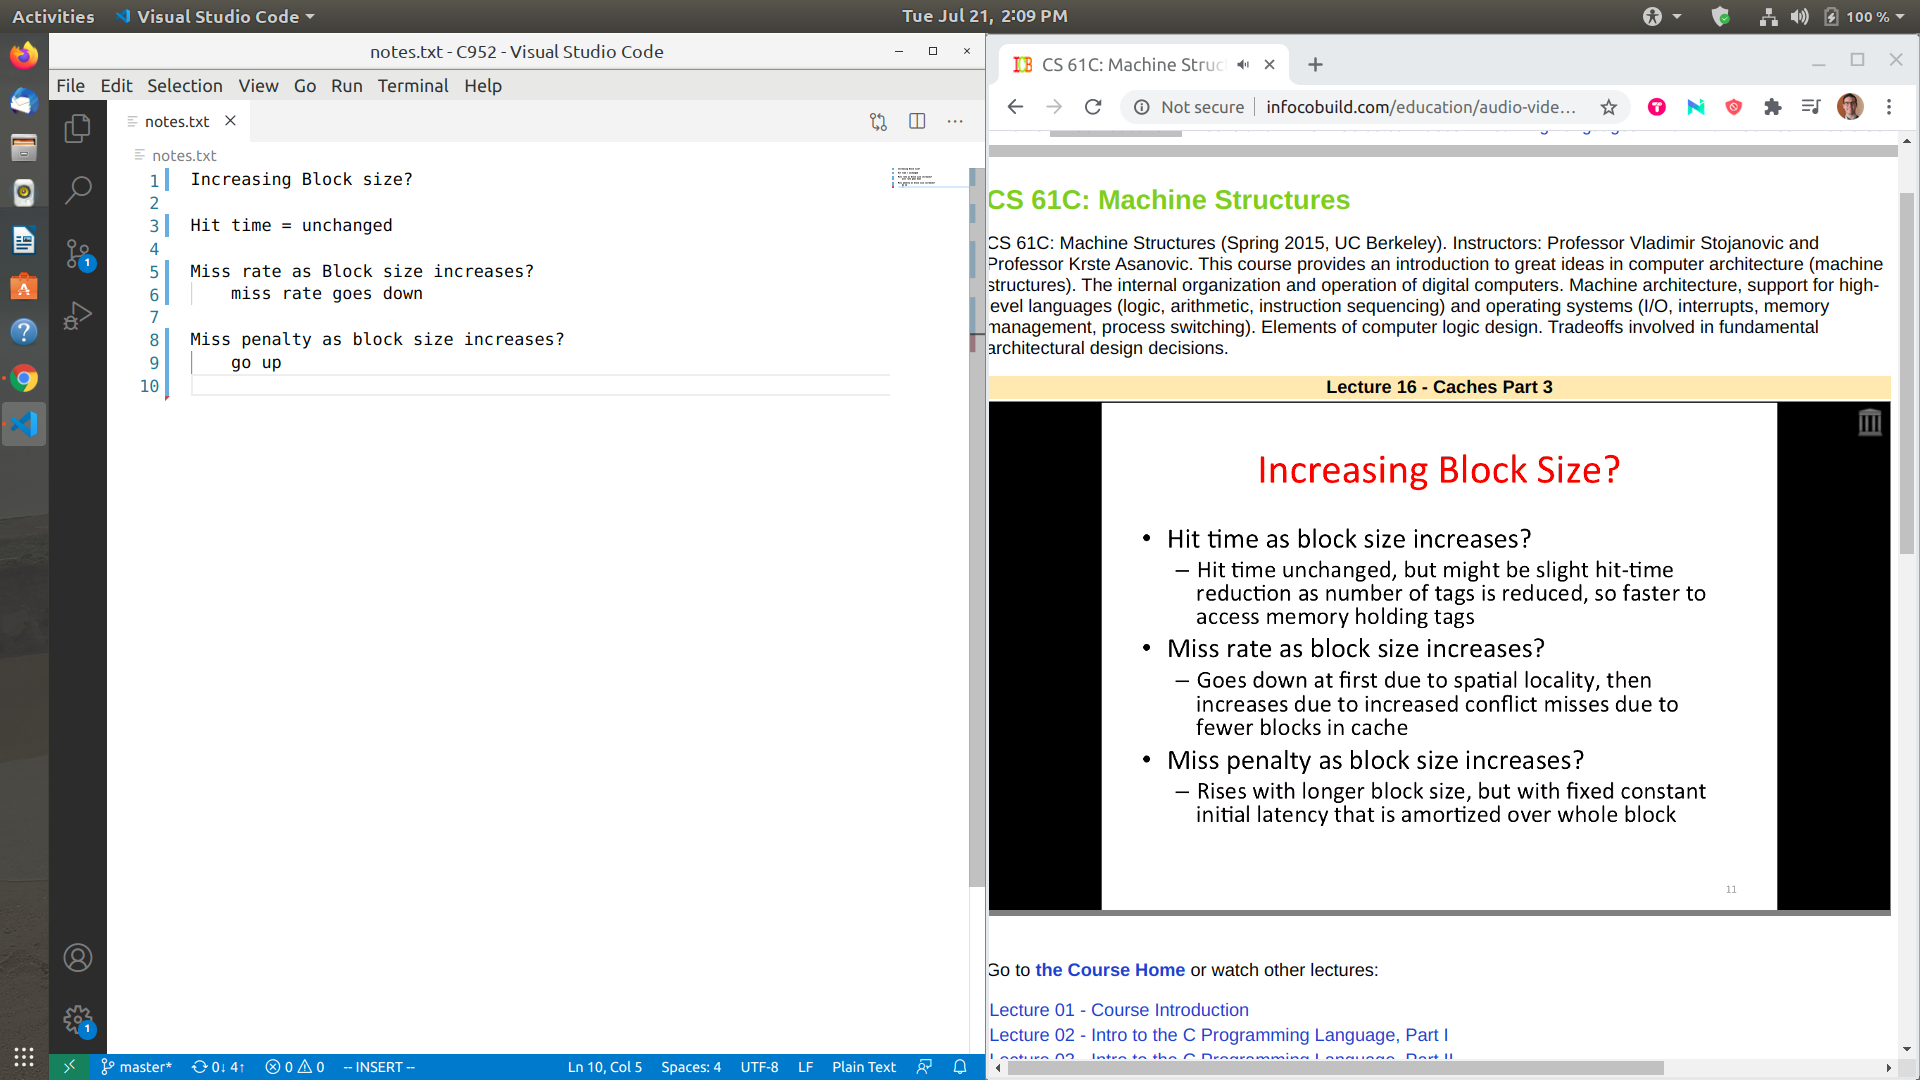 Activities
Visual Studio Code
Tue Jul 21, 2:09 PM
100 %
notes.txt - C952 - Visual Studio Code
File Edit Selection View Go Run Terminal Help
notes.txt
notes.txt
1 Increasing Block size?
2
3 Hit time = unchanged
4
5 Miss rate as Block size increases?
6 miss rate goes down
7
8 Miss penalty as block size increases?
9 go up
10
1
1
master* 0↓ 4↑ 0 0 -- INSERT --
Ln 10, Col 5 Spaces: 4 UTF-8 LF Plain Text
CS 61C: Machine Struc
Not secure infocobuild.com/education/audio-vide...
CS 61C: Machine Structures
CS 61C: Machine Structures (Spring 2015, UC Berkeley). Instructors: Professor Vladimir Stojanovic and
Professor Krste Asanovic. This course provides an introduction to great ideas in computer architecture (machine
structures). The internal organization and operation of digital computers. Machine architecture, support for high-
level languages (logic, arithmetic, instruction sequencing) and operating systems (I/O, interrupts, memory
management, process switching). Elements of computer logic design. Tradeoffs involved in fundamental
architectural design decisions.
Lecture 16 - Caches Part 3
Increasing Block Size?
• Hit time as block size increases?
– Hit time unchanged, but might be slight hit-time
reduction as number of tags is reduced, so faster to
access memory holding tags
• Miss rate as block size increases?
– Goes down at first due to spatial locality, then
increases due to increased conflict misses due to
fewer blocks in cache
• Miss penalty as block size increases?
– Rises with longer block size, but with fixed constant
initial latency that is amortized over whole block
11
Go to the Course Home or watch other lectures:
Lecture 01 - Course Introduction
Lecture 02 - Intro to the C Programming Language, Part I
Lecture 03 - Intro to the C Programming Language, Part II